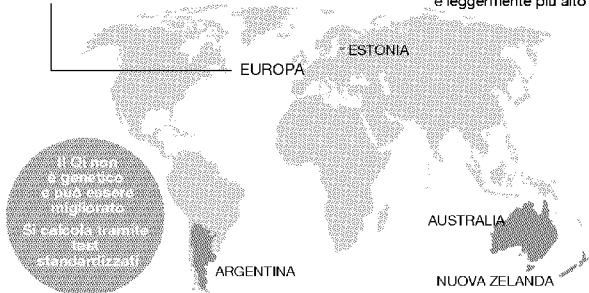 è leggermente più alto
ESTONIA
EUROPA
Il QI non
è genetico
e può essere
migliorato
Si calcola tramite
test
standardizzati
AUSTRALIA
ARGENTINA
NUOVA ZELANDA